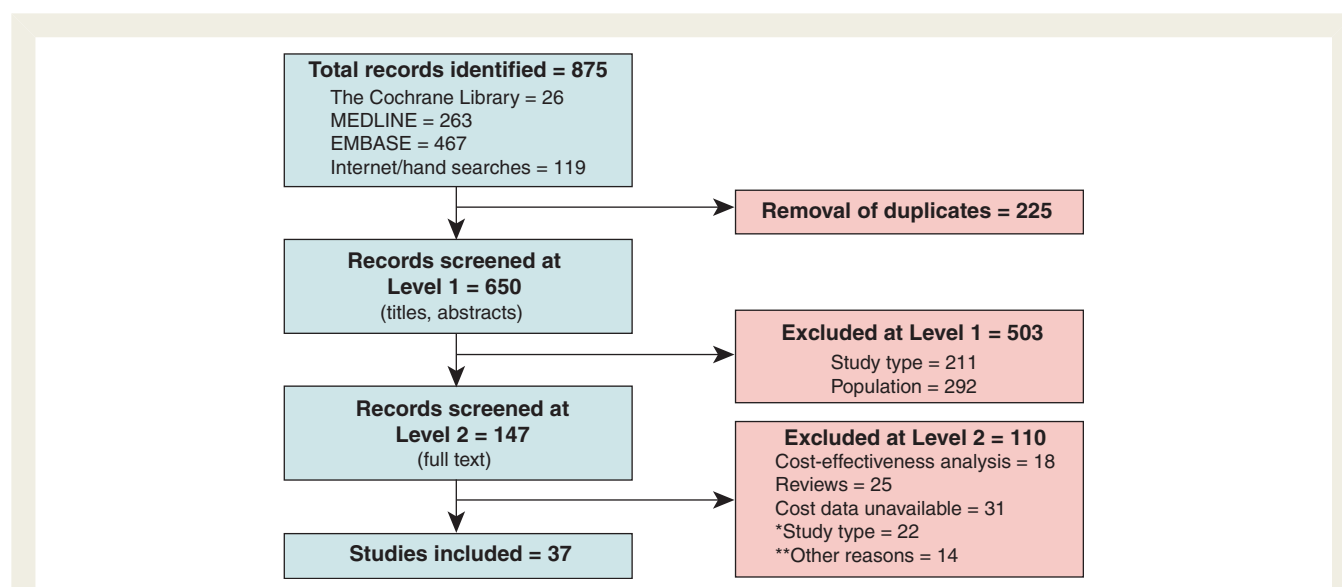 Total records identified = 875
The Cochrane Library = 26
MEDLINE = 263
EMBASE = 467
Internet/hand searches = 119
Removal of duplicates = 225
Records screened at
Level 1 = 650
(titles, abstracts)
Excluded at Level 1 = 503
Study type = 211
Population = 292
Records screened at
Level 2 = 147
(full text)
Excluded at Level 2 = 110
Cost-effectiveness analysis = 18
Reviews = 25
Cost data unavailable = 31
*Study type = 22
**Other reasons = 14
Studies included = 37